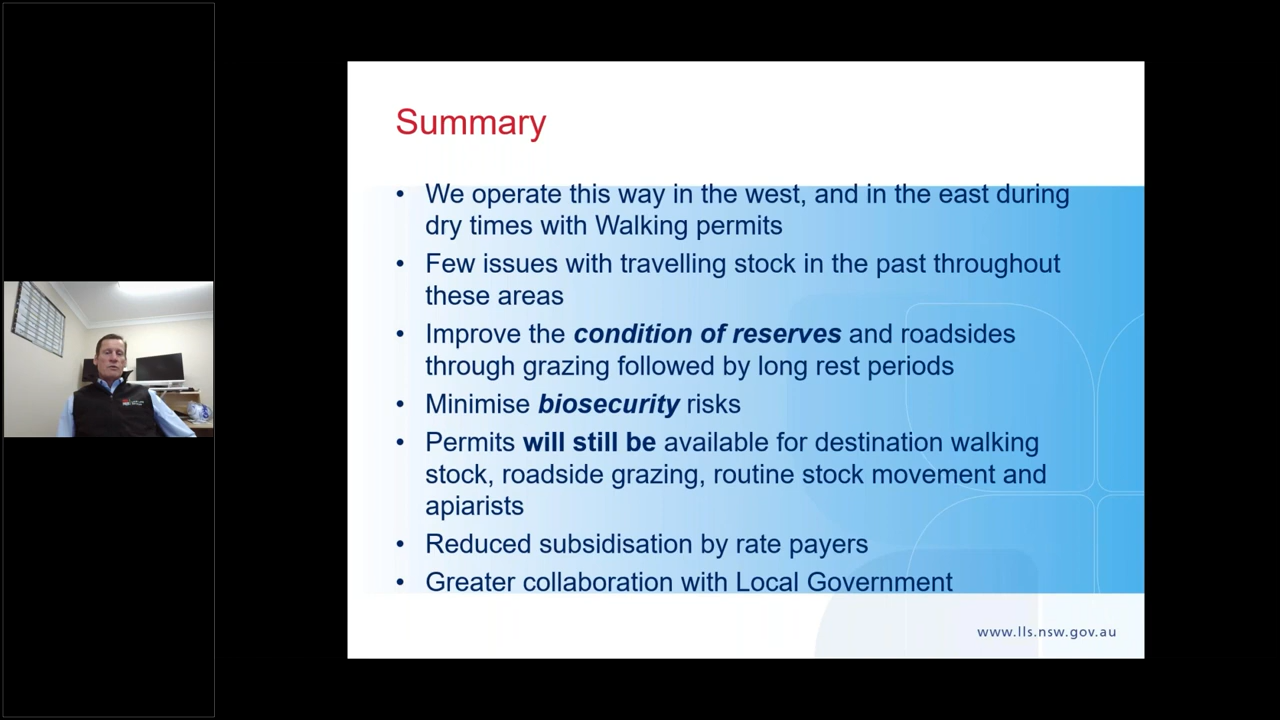 Summary
• We operate this way in the west, and in the east during
dry times with Walking permits
• Few issues with travelling stock in the past throughout
these areas
• Improve the condition of reserves and roadsides
through grazing followed by long rest periods
• Minimise biosecurity risks
• Permits will still be available for destination walking
stock, roadside grazing, routine stock movement and
apiarists
• Reduced subsidisation by rate payers
• Greater collaboration with Local Government
www.lls.nsw.gov.au